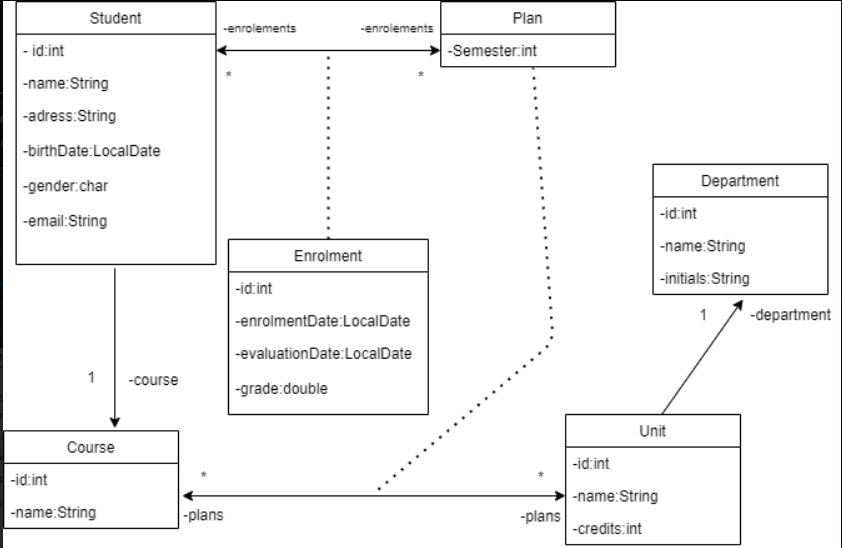 Student
- id:int
-name:String
-adress:String
-birthDate:LocalDate
-gender:char
-email:String
-enrolements
-enrolements
*
*
Plan
-Semester:int
Department
-id:int
-name:String
-initials:String
Enrolment
-id:int
-enrolmentDate:LocalDate
-evaluationDate:LocalDate
-grade:double
1
-department
1
-course
Course
-id:int
-name:String
*
*
-plans
-plans
Unit
-id:int
-name:String
-credits:int